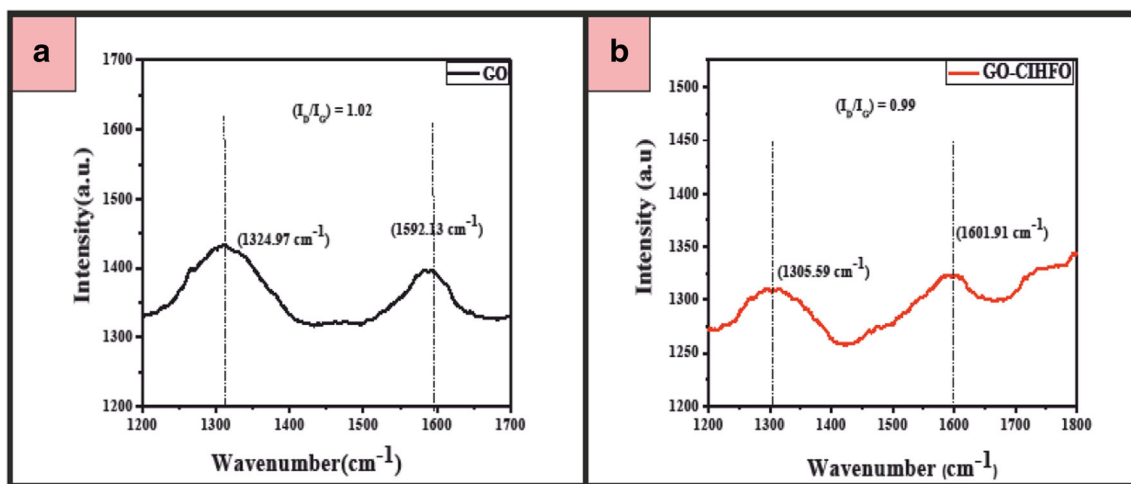 a
GO
(I_D/I_G) = 1.02
(1324.97 cm⁻¹)
(1592.13 cm⁻¹)
Intensity(a.u.)
1700
1600
1500
1400
1300
1200
1200 1300 1400 1500 1600 1700
Wavenumber(cm⁻¹)
b
GO-CIHFO
(I_D/I_G) = 0.99
(1305.59 cm⁻¹)
(1601.91 cm⁻¹)
Intensity (a.u)
1500
1450
1400
1350
1300
1250
1200
1200 1300 1400 1500 1600 1700 1800
Wavenumber (cm⁻¹)